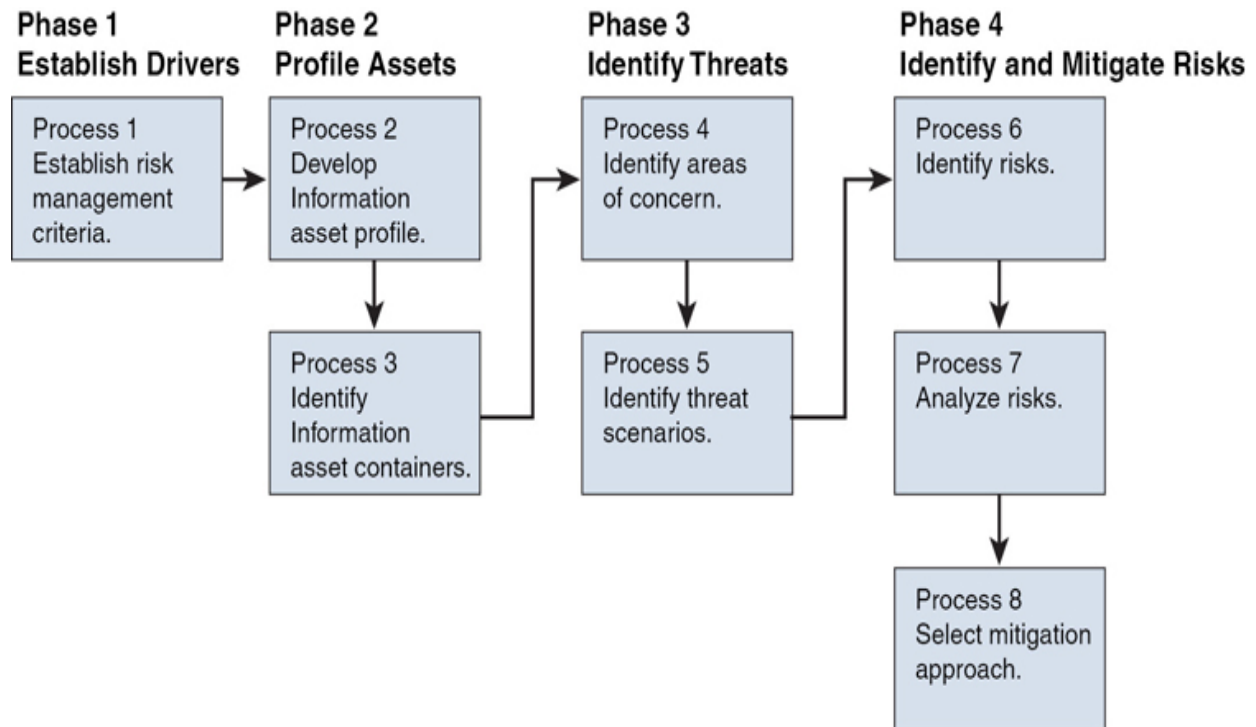 Phase 1
Establish Drivers
Phase 2
Profile Assets
Phase 3
Identify Threats
Phase 4
Identify and Mitigate Risks
Process 1
Establish risk
management
criteria.
Process 2
Develop
Information
asset profile.
Process 3
Identify
Information
asset containers.
Process 4
Identify areas
of concern.
Process 5
Identify threat
scenarios.
Process 6
Identify risks.
Process 7
Analyze risks.
Process 8
Select mitigation
approach.